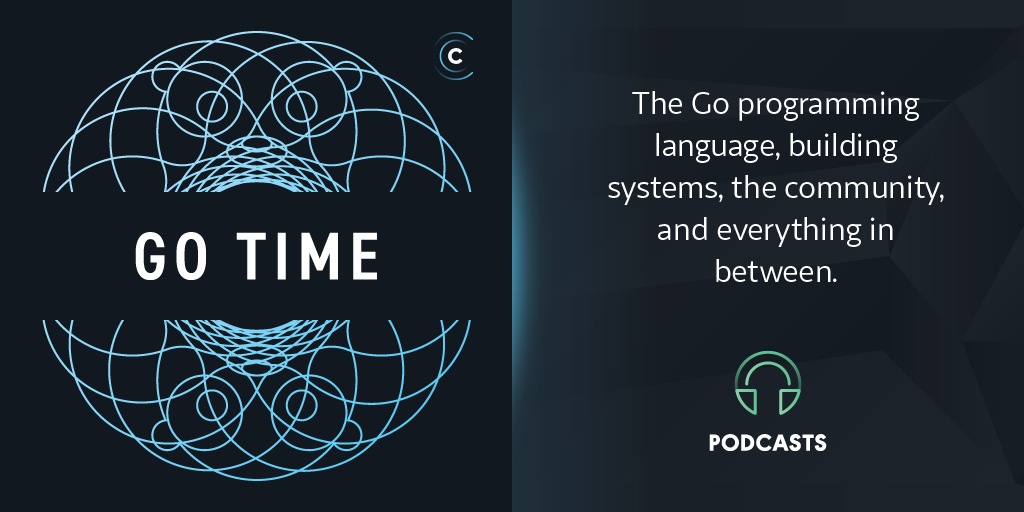 C
GO TIME
The Go programming
language, building
systems, the community,
and everything in
between.
PODCASTS